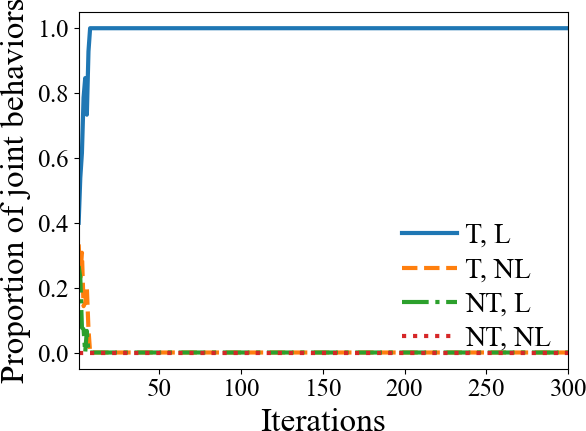 Proportion of joint behaviors
1.0
0.8
0.6
0.4
0.2
0.0
T, L
T, NL
NT, L
NT, NL
50 100 150 200 250 300
Iterations